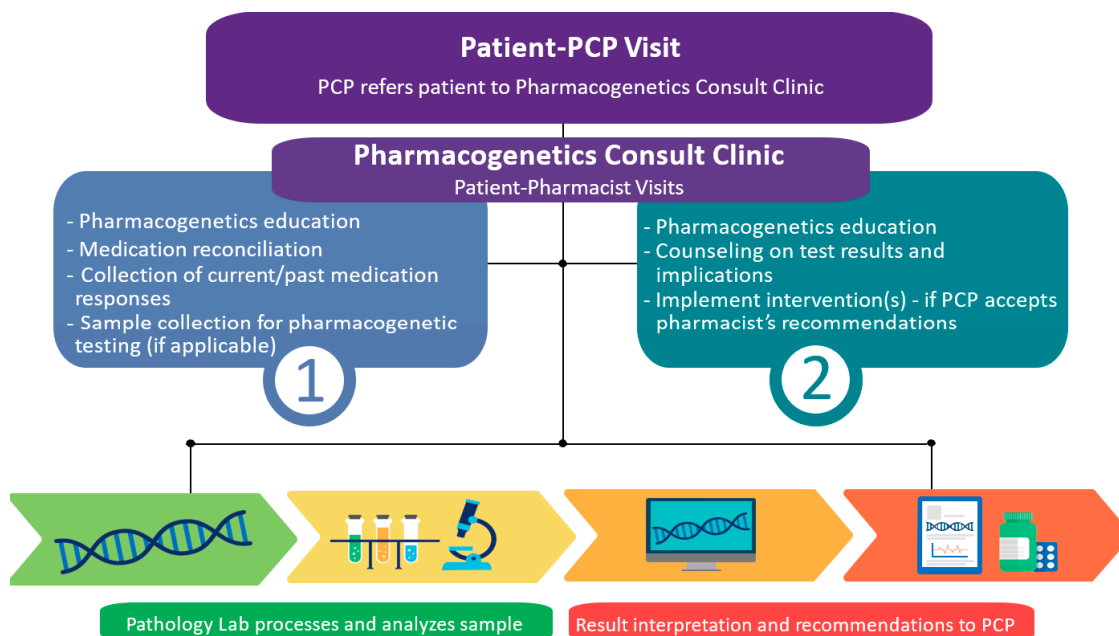 Patient-PCP Visit
PCP refers patient to Pharmacogenetics Consult Clinic
Pharmacogenetics Consult Clinic
Patient-Pharmacist Visits
- Pharmacogenetics education
- Medication reconciliation
- Collection of current/past medication
responses
- Sample collection for pharmacogenetic
testing (if applicable)
1
- Pharmacogenetics education
- Counseling on test results and
implications
- Implement intervention(s) - if PCP accepts
pharmacist's recommendations
2
Pathology Lab processes and analyzes sample
Result interpretation and recommendations to PCP